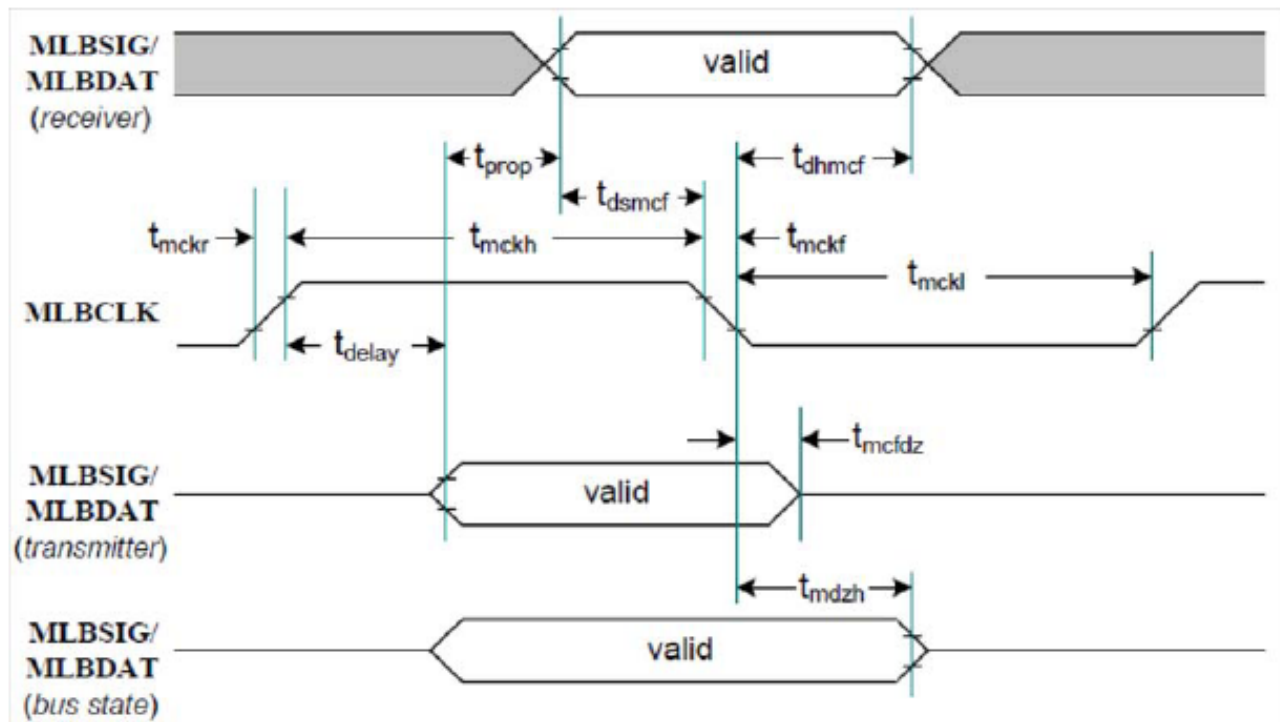 MLBSIG/
MLBDAT
(receiver)
valid
tprop
tdhmcf
tdsmcf
tmckr
tmckh
tmckf
tmckl
MLBCLK
tdelay
tmcfdz
MLBSIG/
MLBDAT
(transmitter)
valid
tmdzh
MLBSIG/
MLBDAT
(bus state)
valid